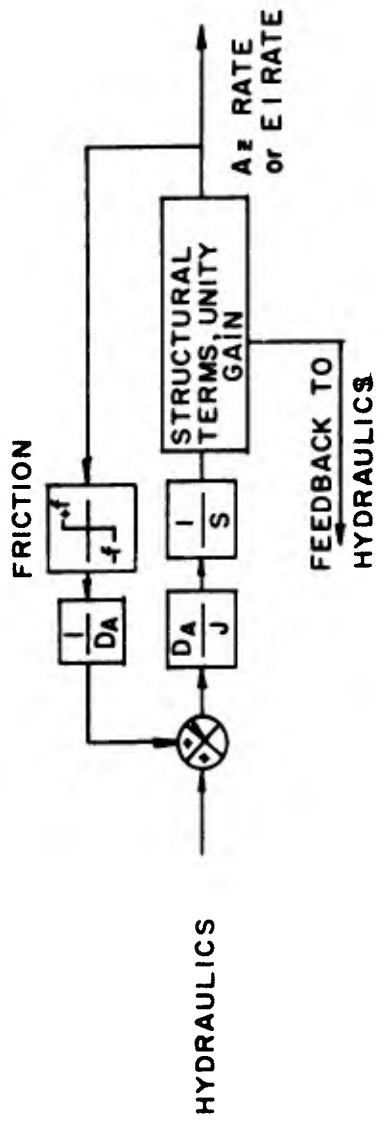 FRICTION
+f
-f
1
DA
HYDRAULICS
+
+
DA
J
1
S
STRUCTURAL
TERMS, UNITY
GAIN
AZ RATE
or El RATE
FEEDBACK TO
HYDRAULICS